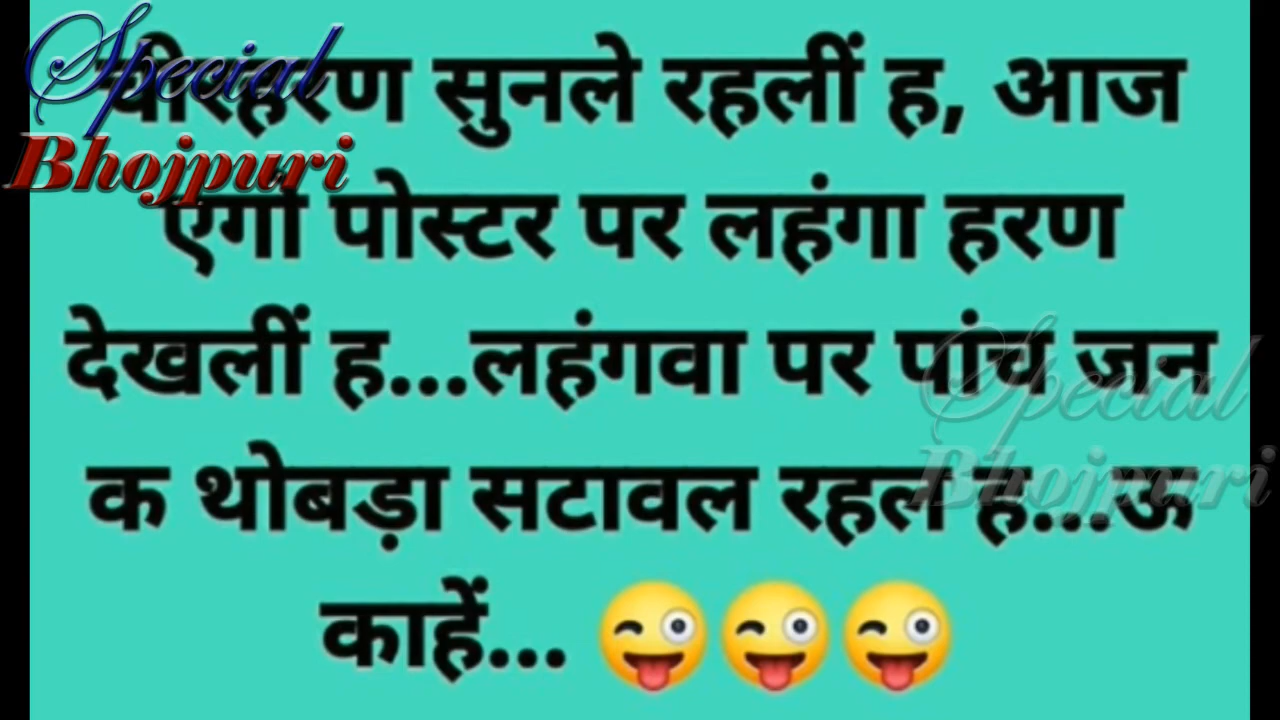 Special
Bhojpuri
चीरहरण सुनले रहलीं ह, आज
एगो पोस्टर पर लहंगा हरण
देखलीं ह...लहंगवा पर पांच जन
क थोबड़ा सटावल रहल ह...ऊ
काहें... 😜😜😜
Special
Bhojpuri